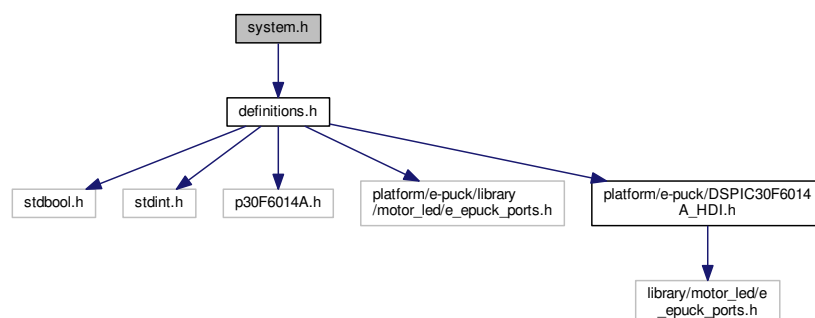 system.h
definitions.h
stdbool.h
stdint.h
p30F6014A.h
platform/e-puck/library
/motor_led/e_epuck_ports.h
platform/e-puck/DSPIC30F6014
A_HDI.h
library/motor_led/e
_epuck_ports.h